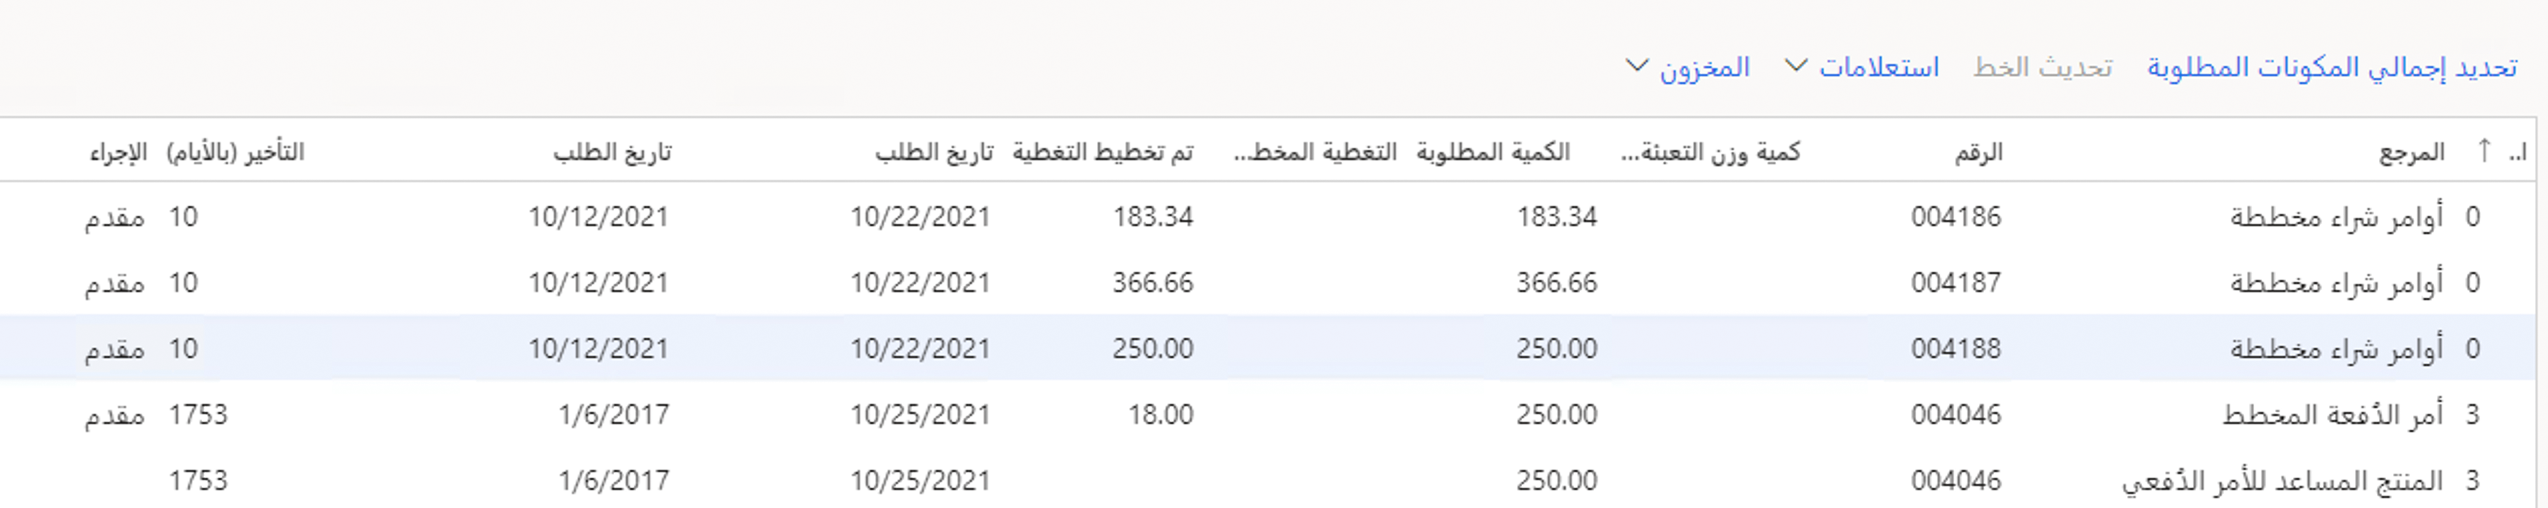 تحديد إجمالي المكونات المطلوبة تحديث الخط استعلامات المخزون
ا.. ↑ المرجع الرقم كمية وزن التعبئة... الكمية المطلوبة التغطية المخط... تم تخطيط التغطية تاريخ الطلب تاريخ الطلب التأخير (بالأيام) الإجراء
0 أوامر شراء مخططة 004186 183.34 183.34 10/22/2021 10/12/2021 10 مقدم
0 أوامر شراء مخططة 004187 366.66 366.66 10/22/2021 10/12/2021 10 مقدم
0 أوامر شراء مخططة 004188 250.00 250.00 10/22/2021 10/12/2021 10 مقدم
3 أمر الدُفعة المخطط 004046 250.00 18.00 10/25/2021 1/6/2017 1753 مقدم
3 المنتج المساعد للأمر الدُفعي 004046 250.00 10/25/2021 1/6/2017 1753